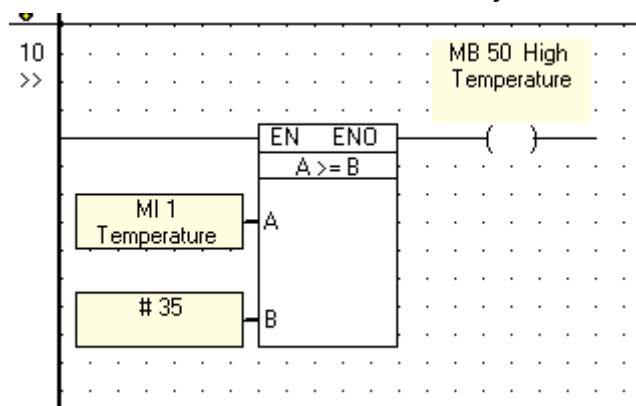 10
>>
MB 50 High
Temperature
EN ENO
A >= B
MI 1
Temperature
A
# 35
B